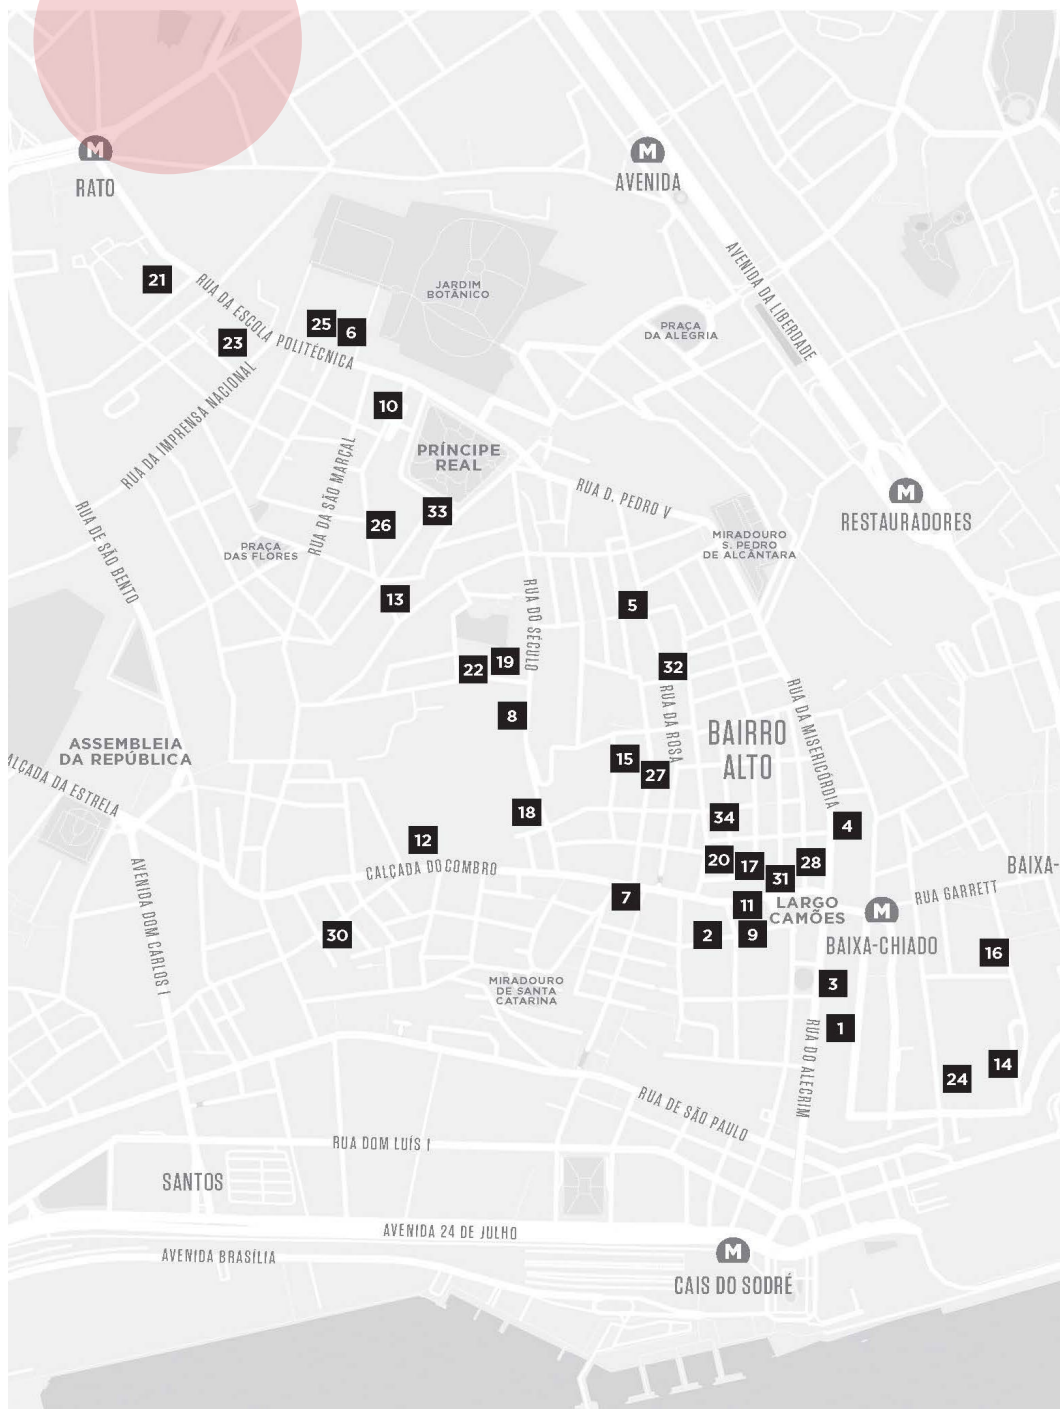 M
RATO
M
AVENIDA
21
RUA DA ESCOLA POLITÉCNICA
JARDIM
BOTÂNICO
AVENIDA DA LIBERDADE
25
6
23
PRAÇA
DA ALEGRIA
RUA DA IMPRENSA NACIONAL
10
PRÍNCIPE
REAL
RUA DA SÃO MARÇAL
33
26
RUA D. PEDRO V
M
RESTAURADORES
MIRADOURO
S. PEDRO
DE ALCÂNTARA
PRAÇA
DAS FLORES
RUA DE SÃO BENTO
13
5
RUA DO SÉCULO
22
19
32
8
RUA DA ROSA
RUA DA MISERICÓRDIA
BAIRRO
ALTO
ASSEMBLEIA
DA REPÚBLICA
15
27
ALÇADA DA ESTRELA
18
34
4
12
CALÇADA DO COMBRO
20
17
28
31
BAIXA-
AVENIDA DOM CARLOS I
7
11
LARGO
CAMÕES
M
RUA GARRETT
30
2
9
BAIXA-CHIADO
16
MIRADOURO
DE SANTA
CATARINA
3
1
RUA DO ALECRIM
24
14
RUA DE SÃO PAULO
RUA DOM LUÍS I
SANTOS
AVENIDA 24 DE JULHO
AVENIDA BRASÍLIA
M
CAIS DO SODRÉ